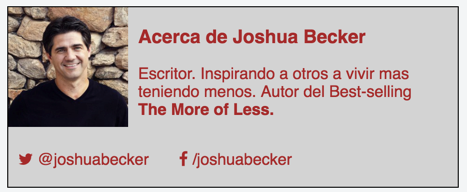 Acerca de Joshua Becker
Escritor. Inspirando a otros a vivir mas
teniendo menos. Autor del Best-selling
The More of Less.
@joshuabecker /joshuabecker